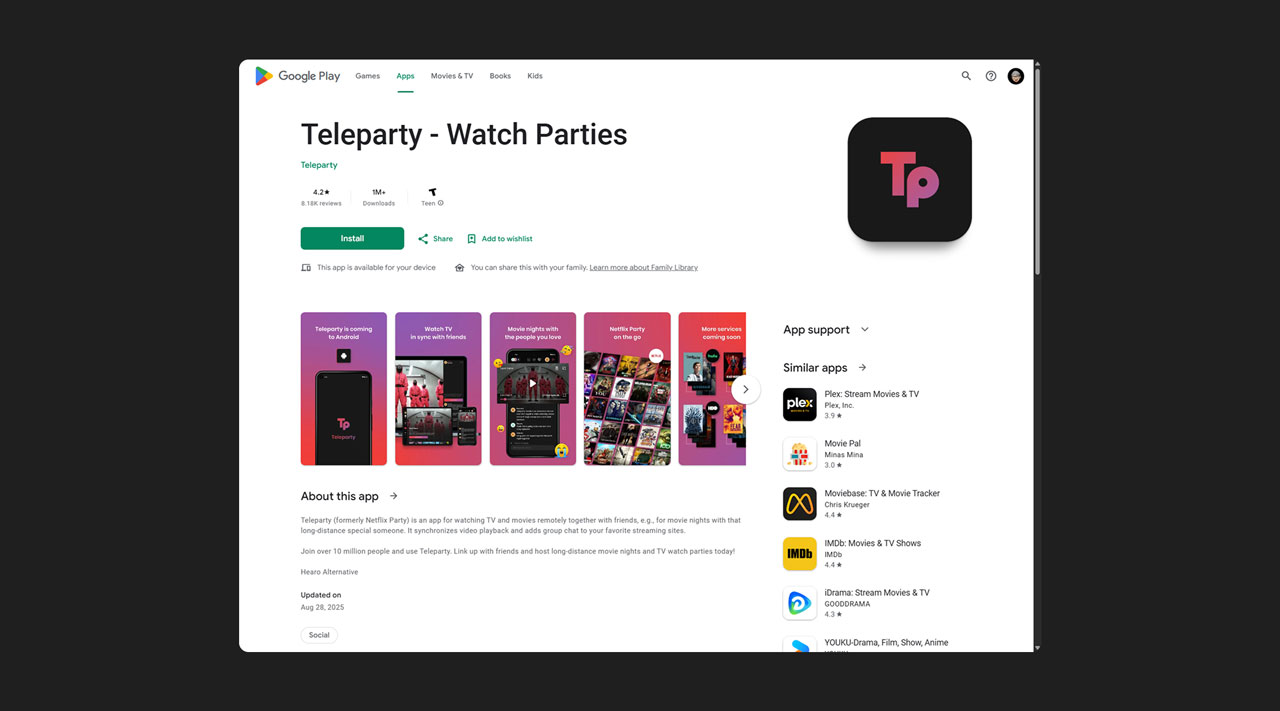 Google Play
Games
Apps
Movies & TV
Books
Kids
Teleparty - Watch Parties
Teleparty
4.2★
8.18K reviews
1M+
Downloads
Teen
Install
Share
Add to wishlist
This app is available for your device
You can share this with your family. Learn more about Family Library
Teleparty is coming
to Android
Tp
Teleparty
Watch TV
in sync with friends
Movie nights with
the people you love
Netflix Party
on the go
More services
coming soon
hulu
HBO
App support
Similar apps
plex
Plex: Stream Movies & TV
Plex, Inc.
3.9 ★
Movie Pal
Minas Mina
3.0 ★
Moviebase: TV & Movie Tracker
Chris Krueger
4.4 ★
IMDb
IMDb: Movies & TV Shows
IMDb
4.4 ★
iDrama: Stream Movies & TV
GOODDRAMA
4.3 ★
YOUKU-Drama, Film, Show, Anime
About this app
Teleparty (formerly Netflix Party) is an app for watching TV and movies remotely together with friends, e.g., for movie nights with that
long-distance special someone. It synchronizes video playback and adds group chat to your favorite streaming sites.
Join over 10 million people and use Teleparty. Link up with friends and host long-distance movie nights and TV watch parties today!
Hearo Alternative
Updated on
Aug 28, 2025
Social